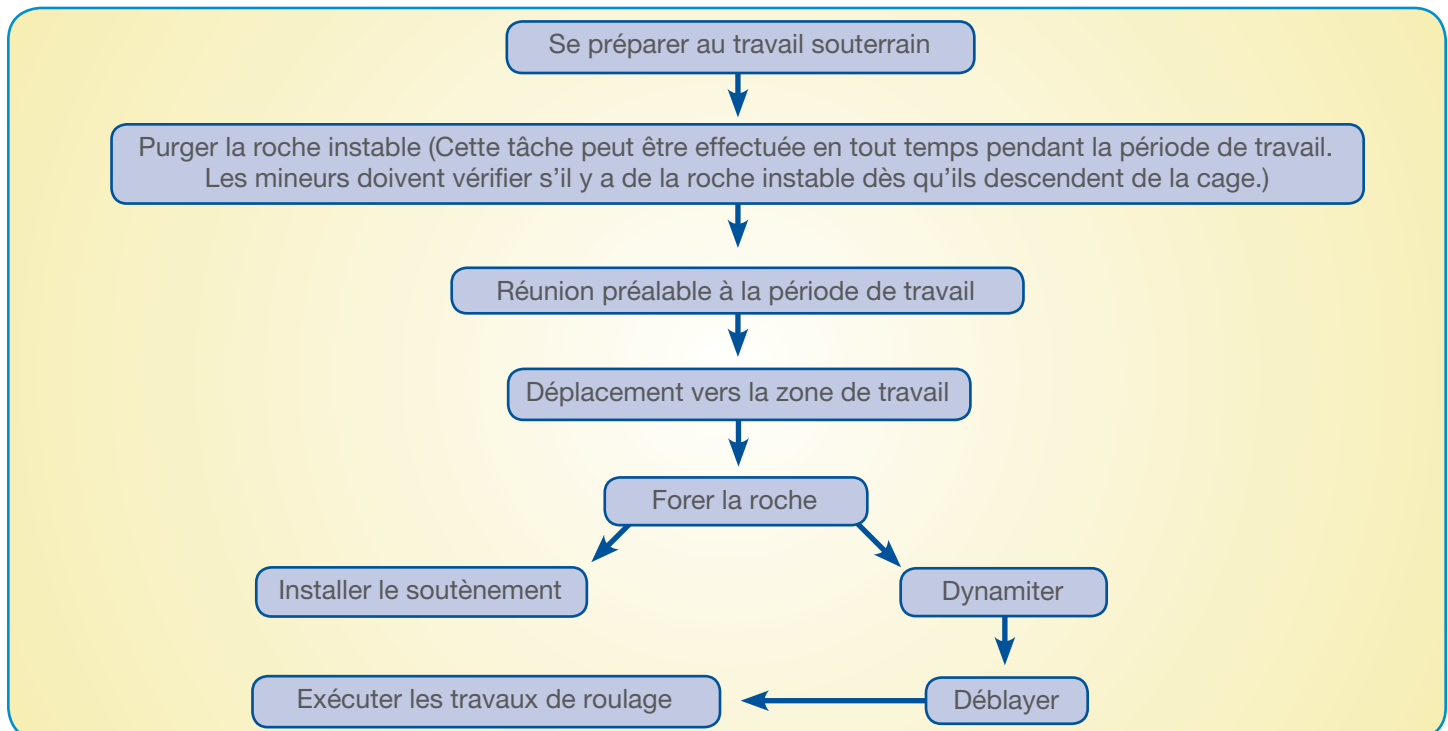 Se préparer au travail souterrain
Purger la roche instable (Cette tâche peut être effectuée en tout temps pendant la période de travail.
Les mineurs doivent vérifier s'il y a de la roche instable dès qu'ils descendent de la cage.)
Réunion préalable à la période de travail
Déplacement vers la zone de travail
Forer la roche
Installer le soutènement
Dynamiter
Exécuter les travaux de roulage
Déblayer